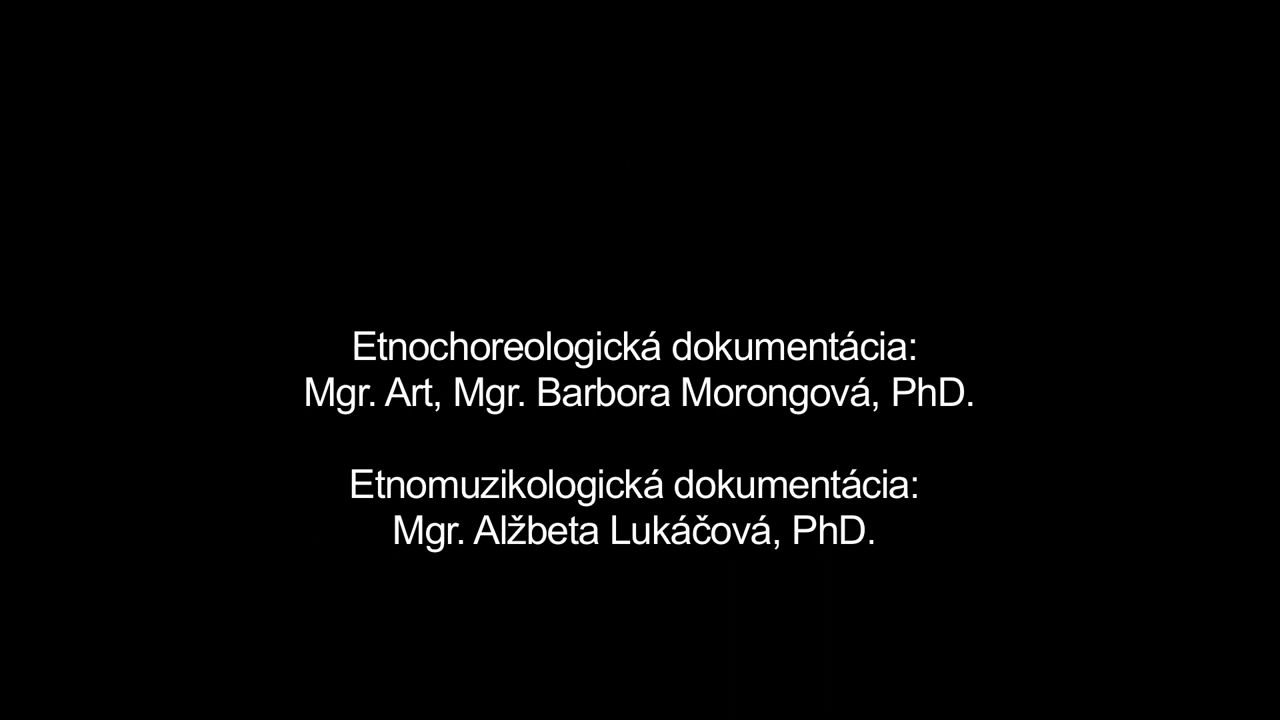 Etnochoreologická dokumentácia:
Mgr. Art, Mgr. Barbora Morongová, PhD.
Etnomuzikologická dokumentácia:
Mgr. Alžbeta Lukáčová, PhD.